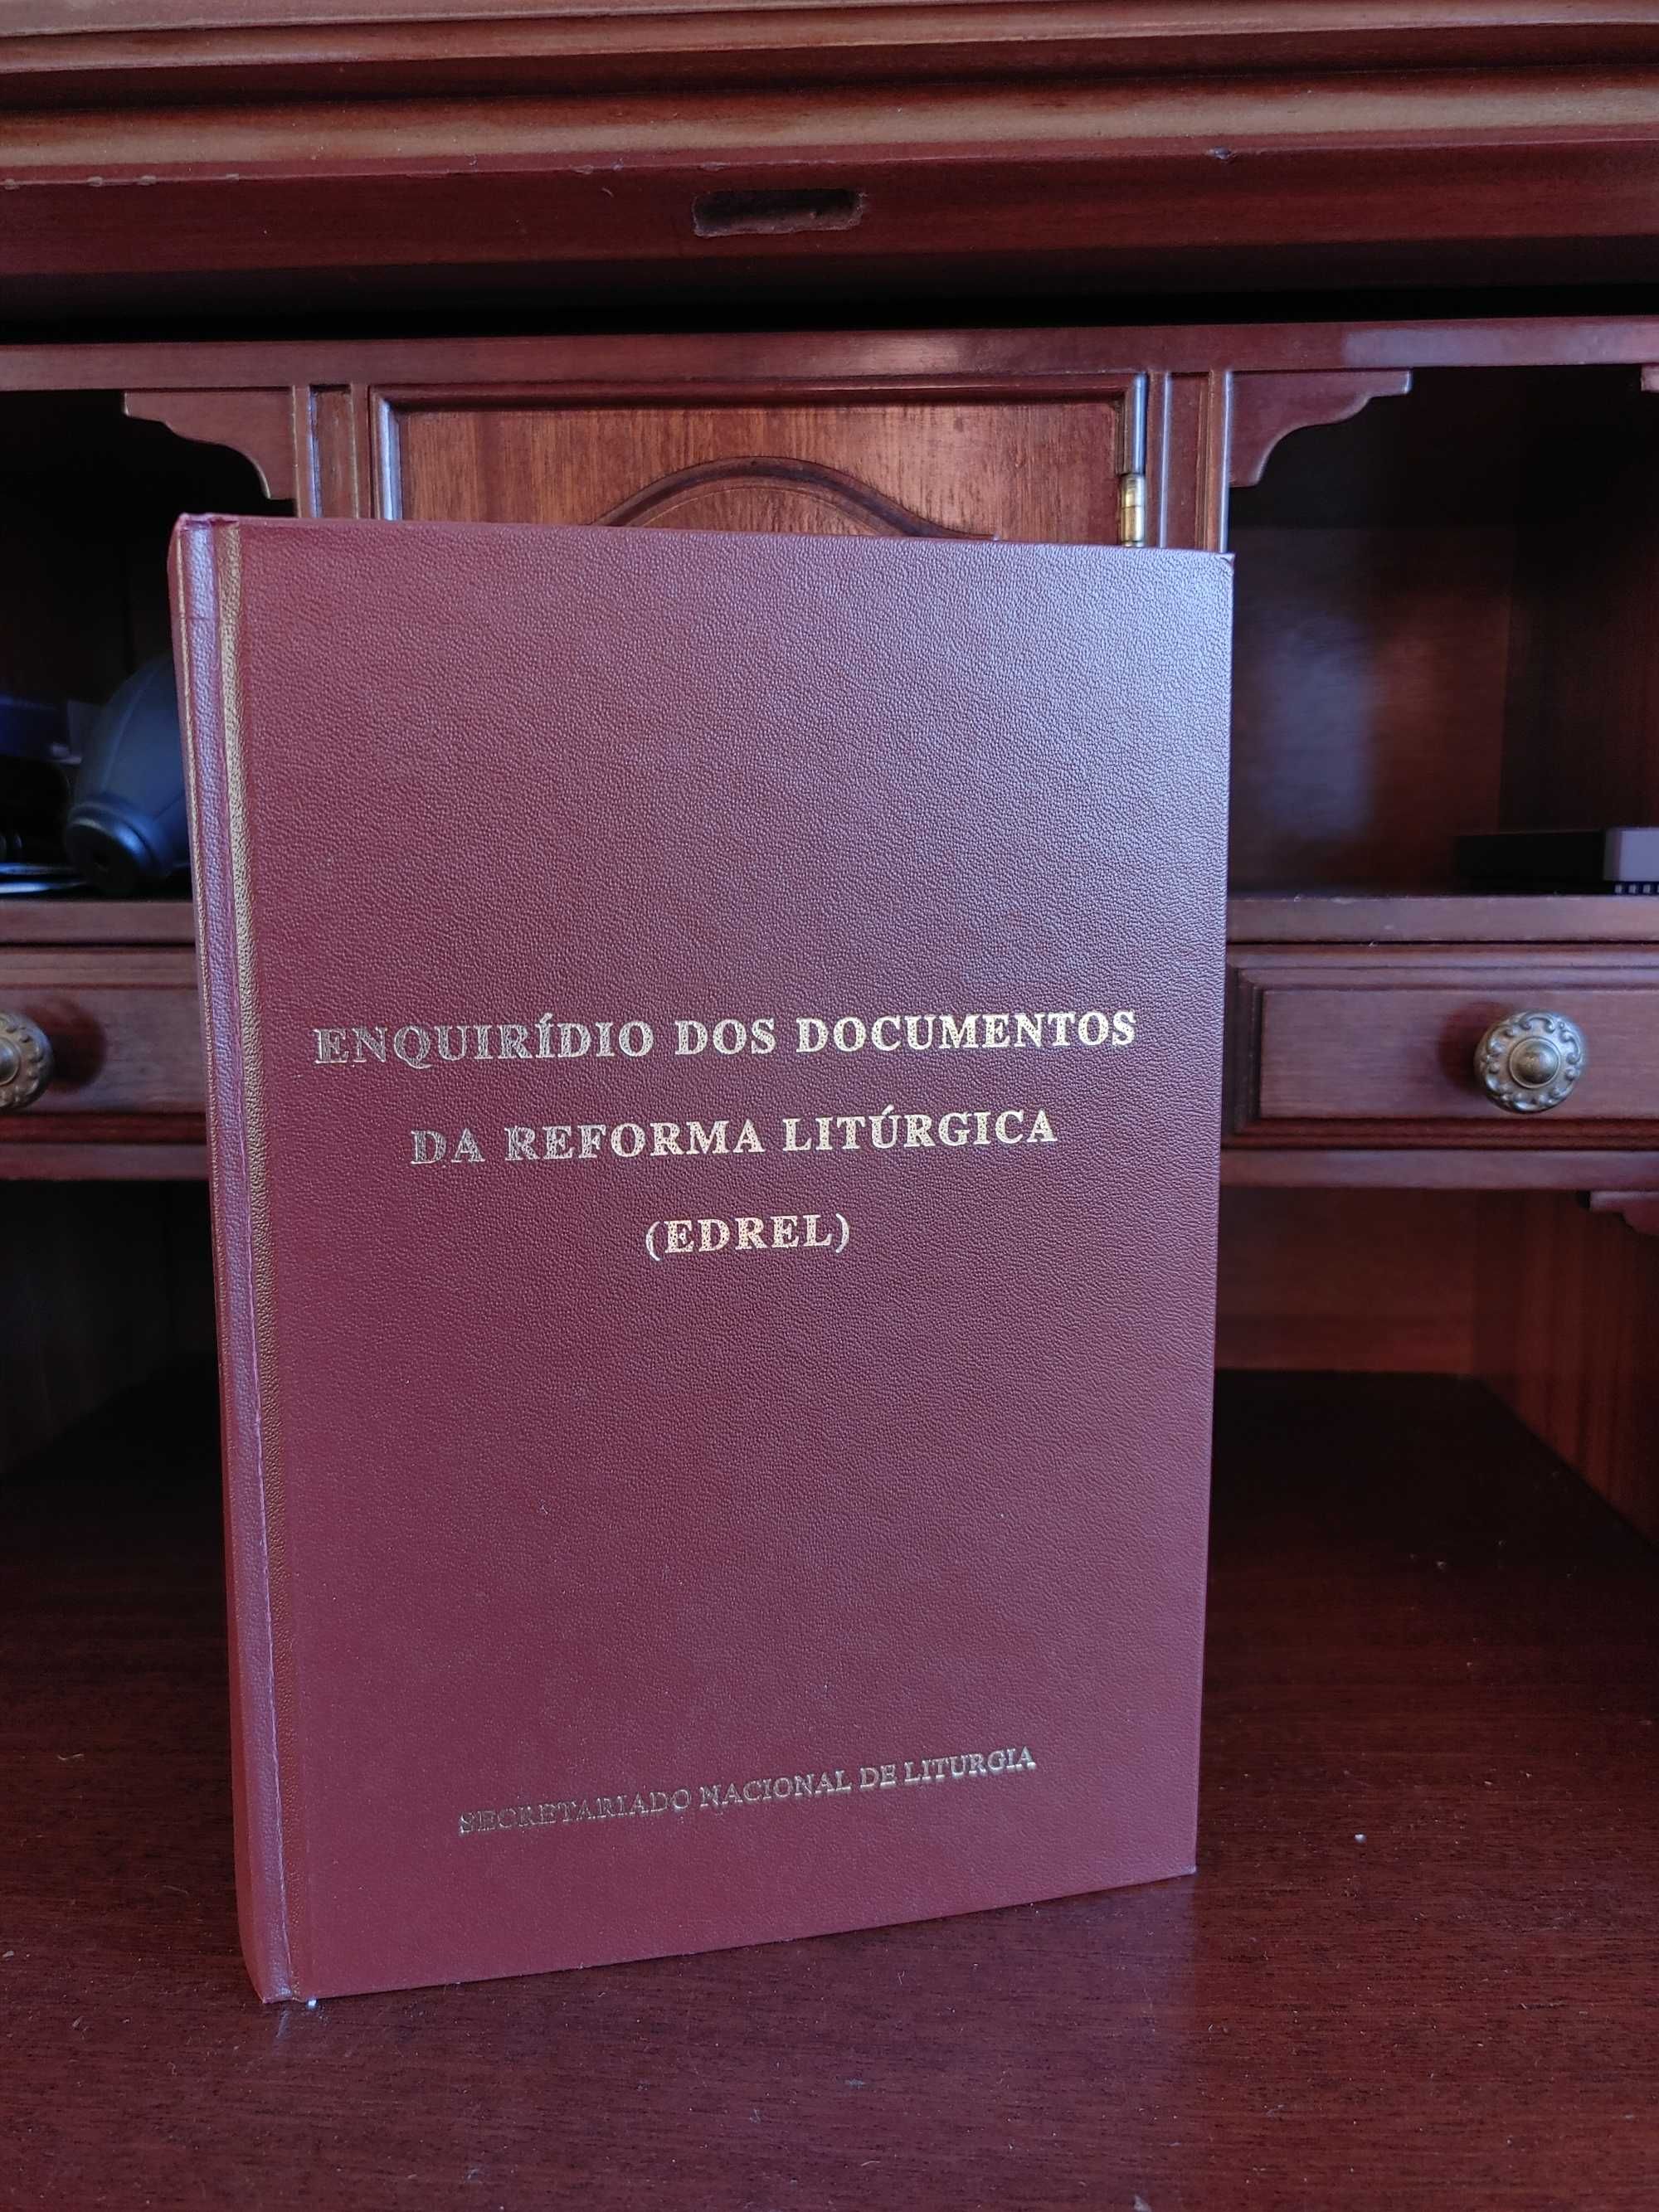 ENQUIRÍDIO DOS DOCUMENTOS
DA REFORMA LITÚRGICA
(EDREL)
SECRETARIADO NACIONAL DE LITURGIA